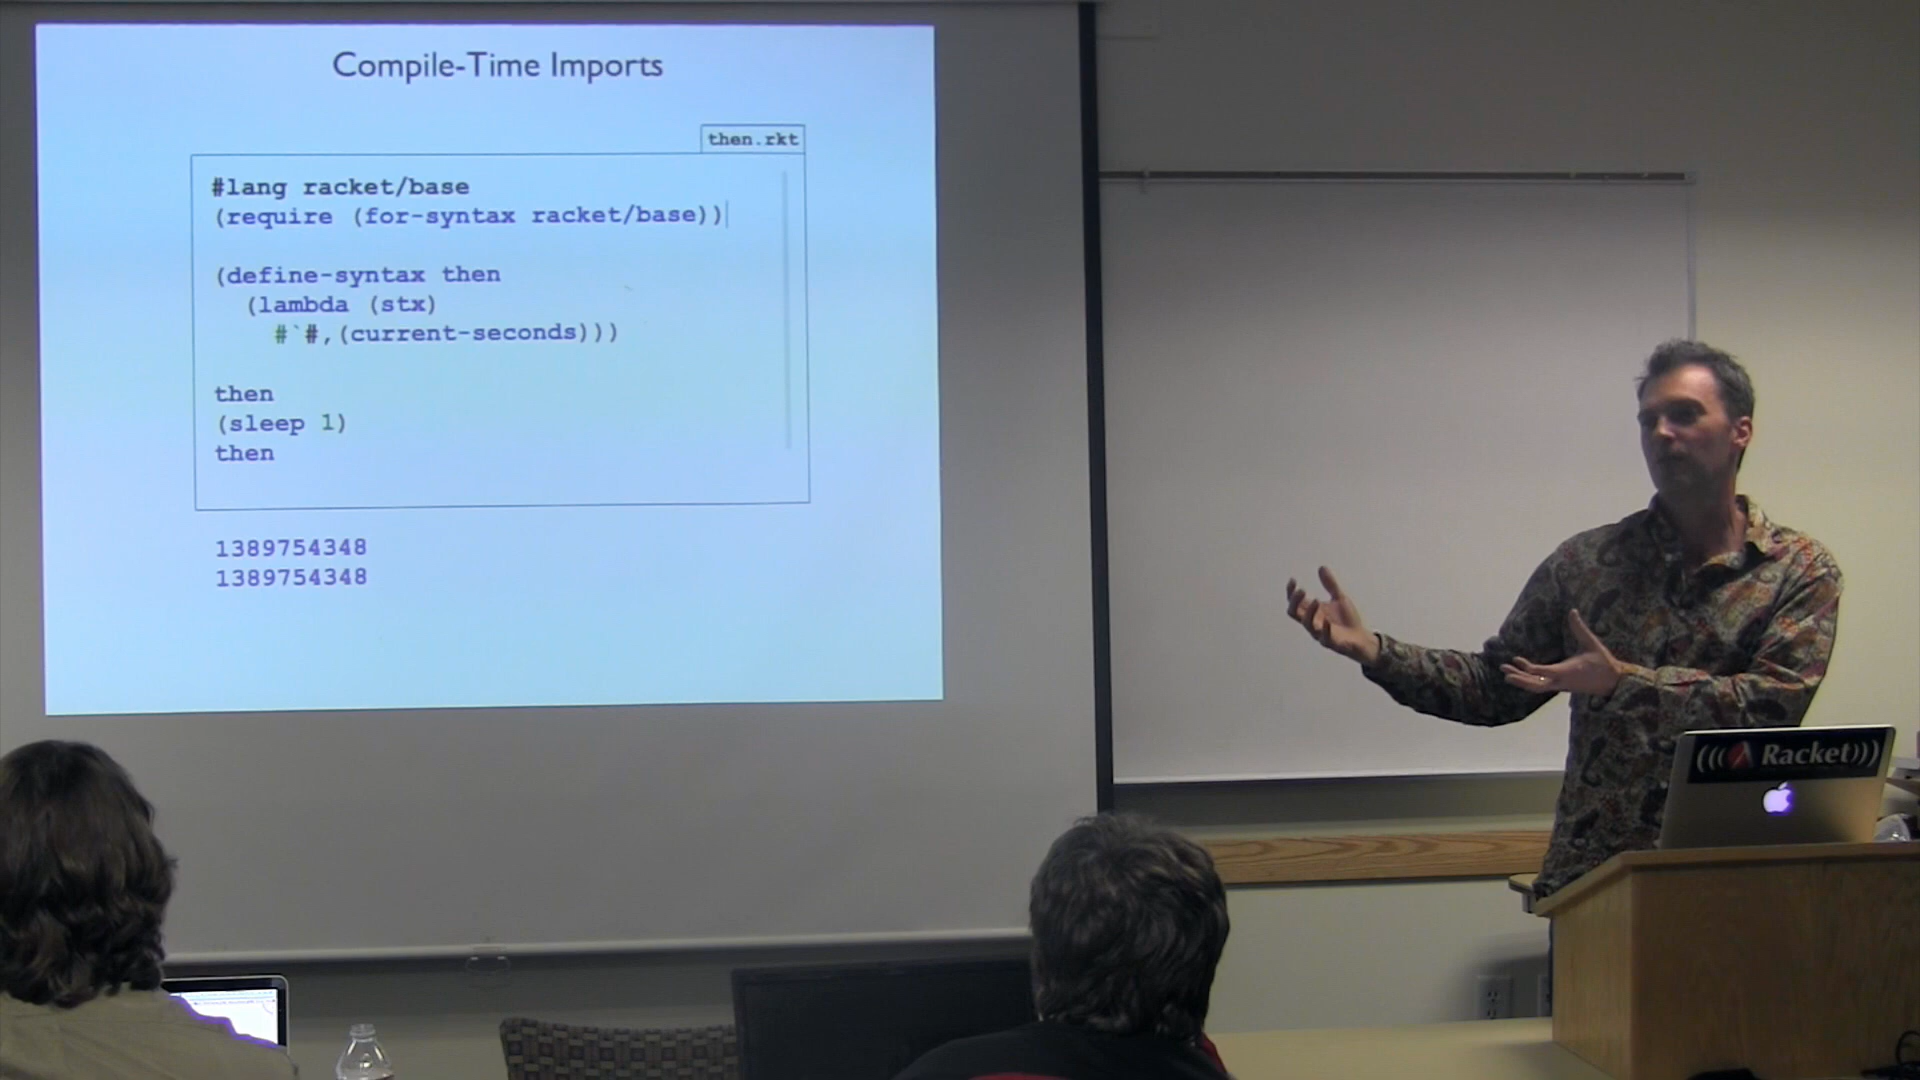 Compile-Time Imports
then.rkt
#lang racket/base
(require (for-syntax racket/base))
(define-syntax then
(lambda (stx)
#`#,(current-seconds)))
then
(sleep 1)
then
1389754348
1389754348
(((Racket)))